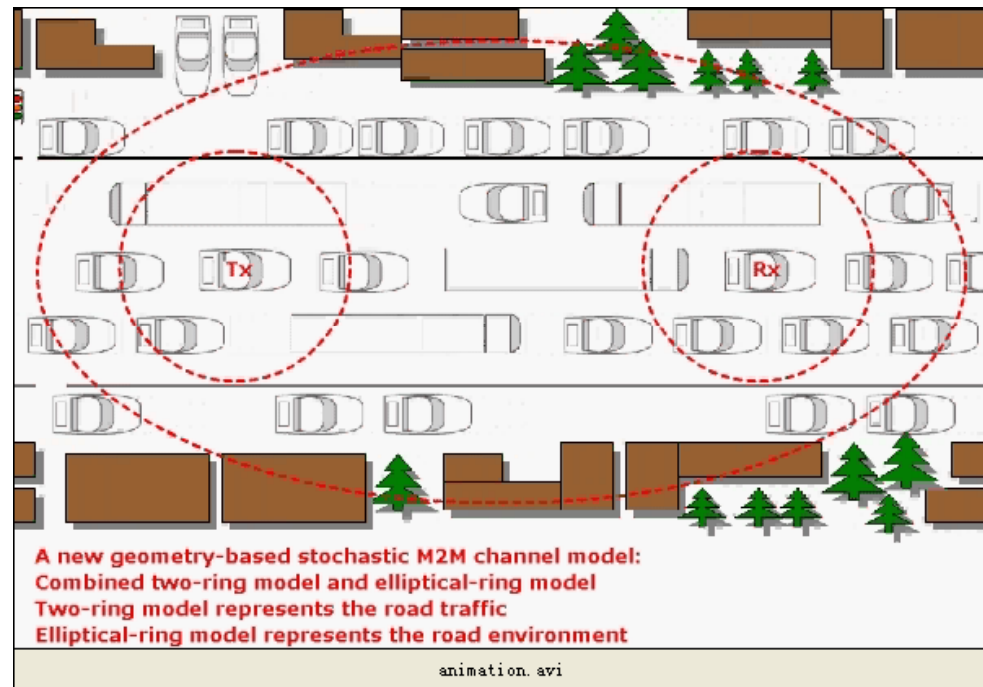 Tx
Rx
A new geometry-based stochastic M2M channel model:
Combined two-ring model and elliptical-ring model
Two-ring model represents the road traffic
Elliptical-ring model represents the road environment
animation.avi